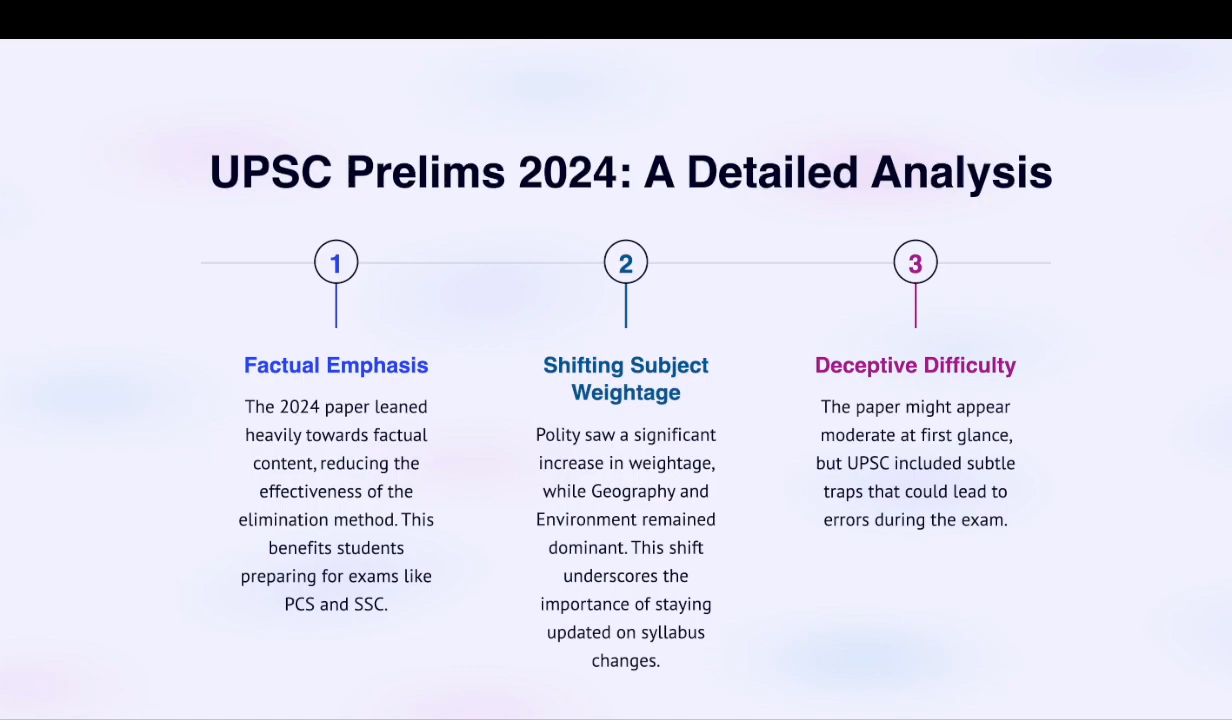 UPSC Prelims 2024: A Detailed Analysis
1
Factual Emphasis
The 2024 paper leaned
heavily towards factual
content, reducing the
effectiveness of the
elimination method. This
benefits students
preparing for exams like
PCS and SSC.
2
Shifting Subject
Weightage
Polity saw a significant
increase in weightage,
while Geography and
Environment remained
dominant. This shift
underscores the
importance of staying
updated on syllabus
changes.
3
Deceptive Difficulty
The paper might appear
moderate at first glance,
but UPSC included subtle
traps that could lead to
errors during the exam.